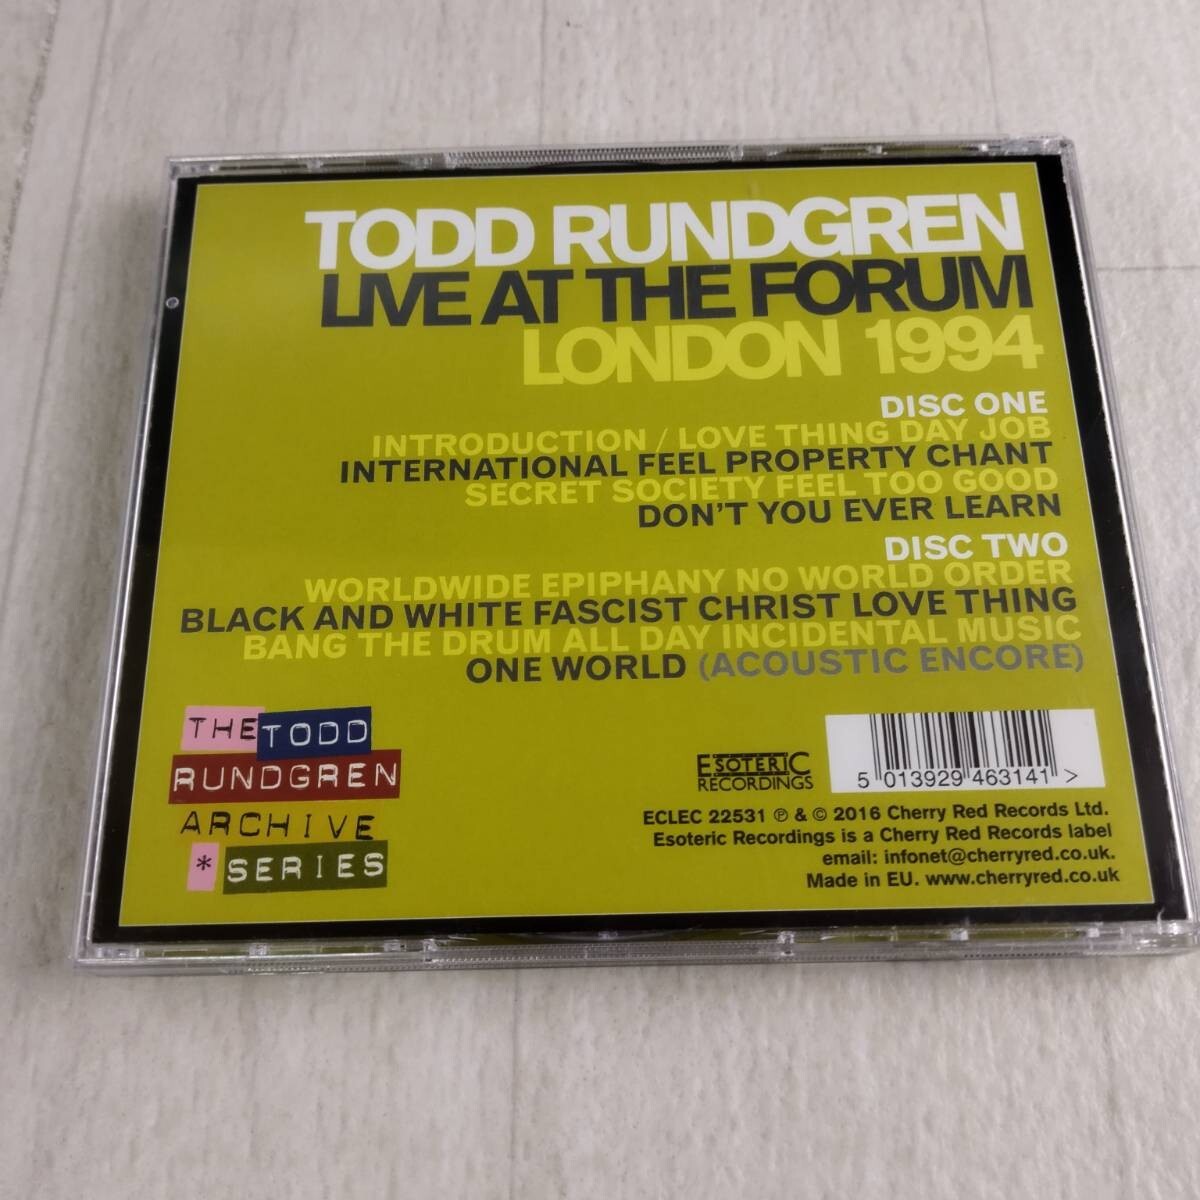 TODD RUNDGREN
LIVE AT THE FORUM
LONDON 1994
DISC ONE
INTRODUCTION / LOVE THING DAY JOB
INTERNATIONAL FEEL PROPERTY CHANT
SECRET SOCIETY FEEL TOO GOOD
DON'T YOU EVER LEARN
DISC TWO
WORLDWIDE EPIPHANY NO WORLD ORDER
BLACK AND WHITE FASCIST CHRIST LOVE THING
BANG THE DRUM ALL DAY INCIDENTAL MUSIC
ONE WORLD (ACOUSTIC ENCORE)
THE TODD
RUNDGREN
ARCHIVE
* SERIES
ESOTERIC
RECORDINGS
5 013929 463141 >
ECLEC 22531 ℗ & © 2016 Cherry Red Records Ltd.
Esoteric Recordings is a Cherry Red Records label
email: infonet@cherryred.co.uk.
Made in EU. www.cherryred.co.uk